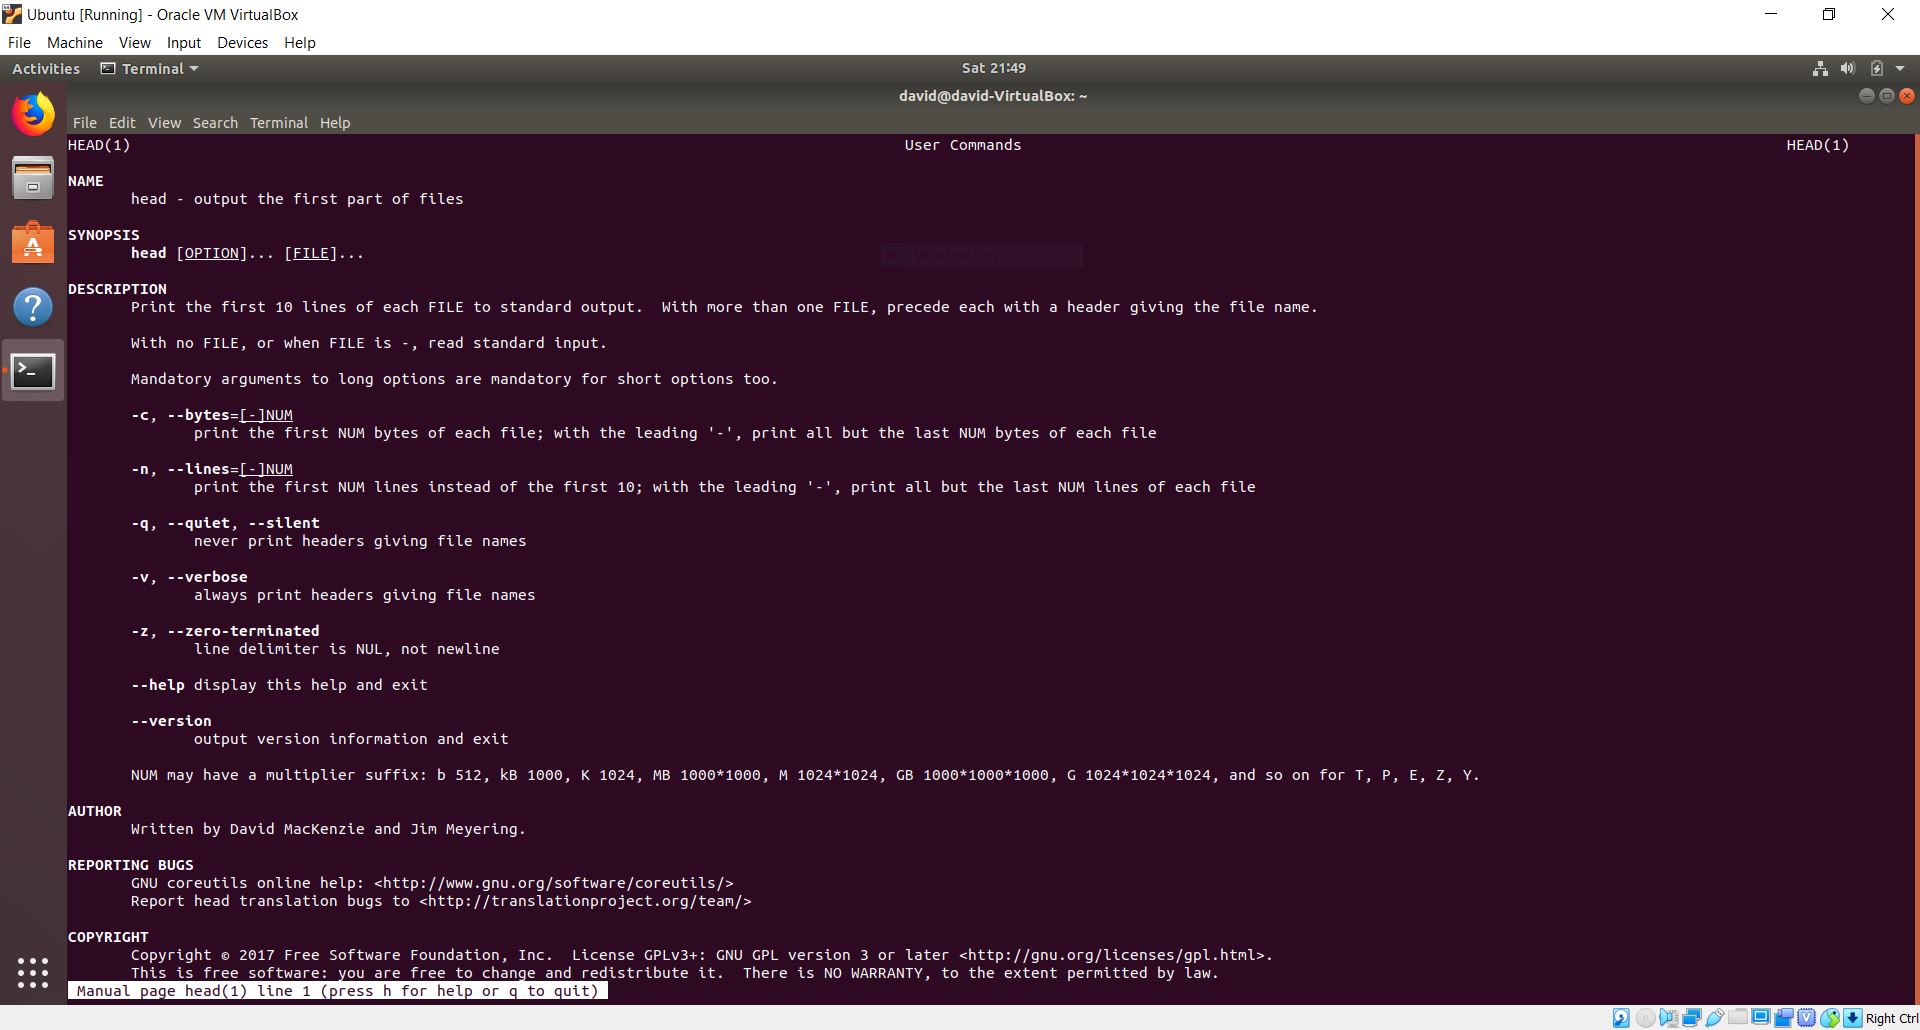 Ubuntu [Running] - Oracle VM VirtualBox
File Machine View Input Devices Help
Activities Terminal Sat 21:49
david@david-VirtualBox: ~
File Edit View Search Terminal Help
HEAD(1) User Commands HEAD(1)
NAME
head - output the first part of files
SYNOPSIS
head [OPTION]... [FILE]...
Window Snip
DESCRIPTION
Print the first 10 lines of each FILE to standard output.  With more than one FILE, precede each with a header giving the file name.
With no FILE, or when FILE is -, read standard input.
Mandatory arguments to long options are mandatory for short options too.
-c, --bytes=[-]NUM
print the first NUM bytes of each file; with the leading '-', print all but the last NUM bytes of each file
-n, --lines=[-]NUM
print the first NUM lines instead of the first 10; with the leading '-', print all but the last NUM lines of each file
-q, --quiet, --silent
never print headers giving file names
-v, --verbose
always print headers giving file names
-z, --zero-terminated
line delimiter is NUL, not newline
--help display this help and exit
--version
output version information and exit
NUM may have a multiplier suffix: b 512, kB 1000, K 1024, MB 1000*1000, M 1024*1024, GB 1000*1000*1000, G 1024*1024*1024, and so on for T, P, E, Z, Y.
AUTHOR
Written by David MacKenzie and Jim Meyering.
REPORTING BUGS
GNU coreutils online help: <http://www.gnu.org/software/coreutils/>
Report head translation bugs to <http://translationproject.org/team/>
COPYRIGHT
Copyright © 2017 Free Software Foundation, Inc.  License GPLv3+: GNU GPL version 3 or later <http://gnu.org/licenses/gpl.html>.
This is free software: you are free to change and redistribute it.  There is NO WARRANTY, to the extent permitted by law.
Manual page head(1) line 1 (press h for help or q to quit)
Right Ctrl